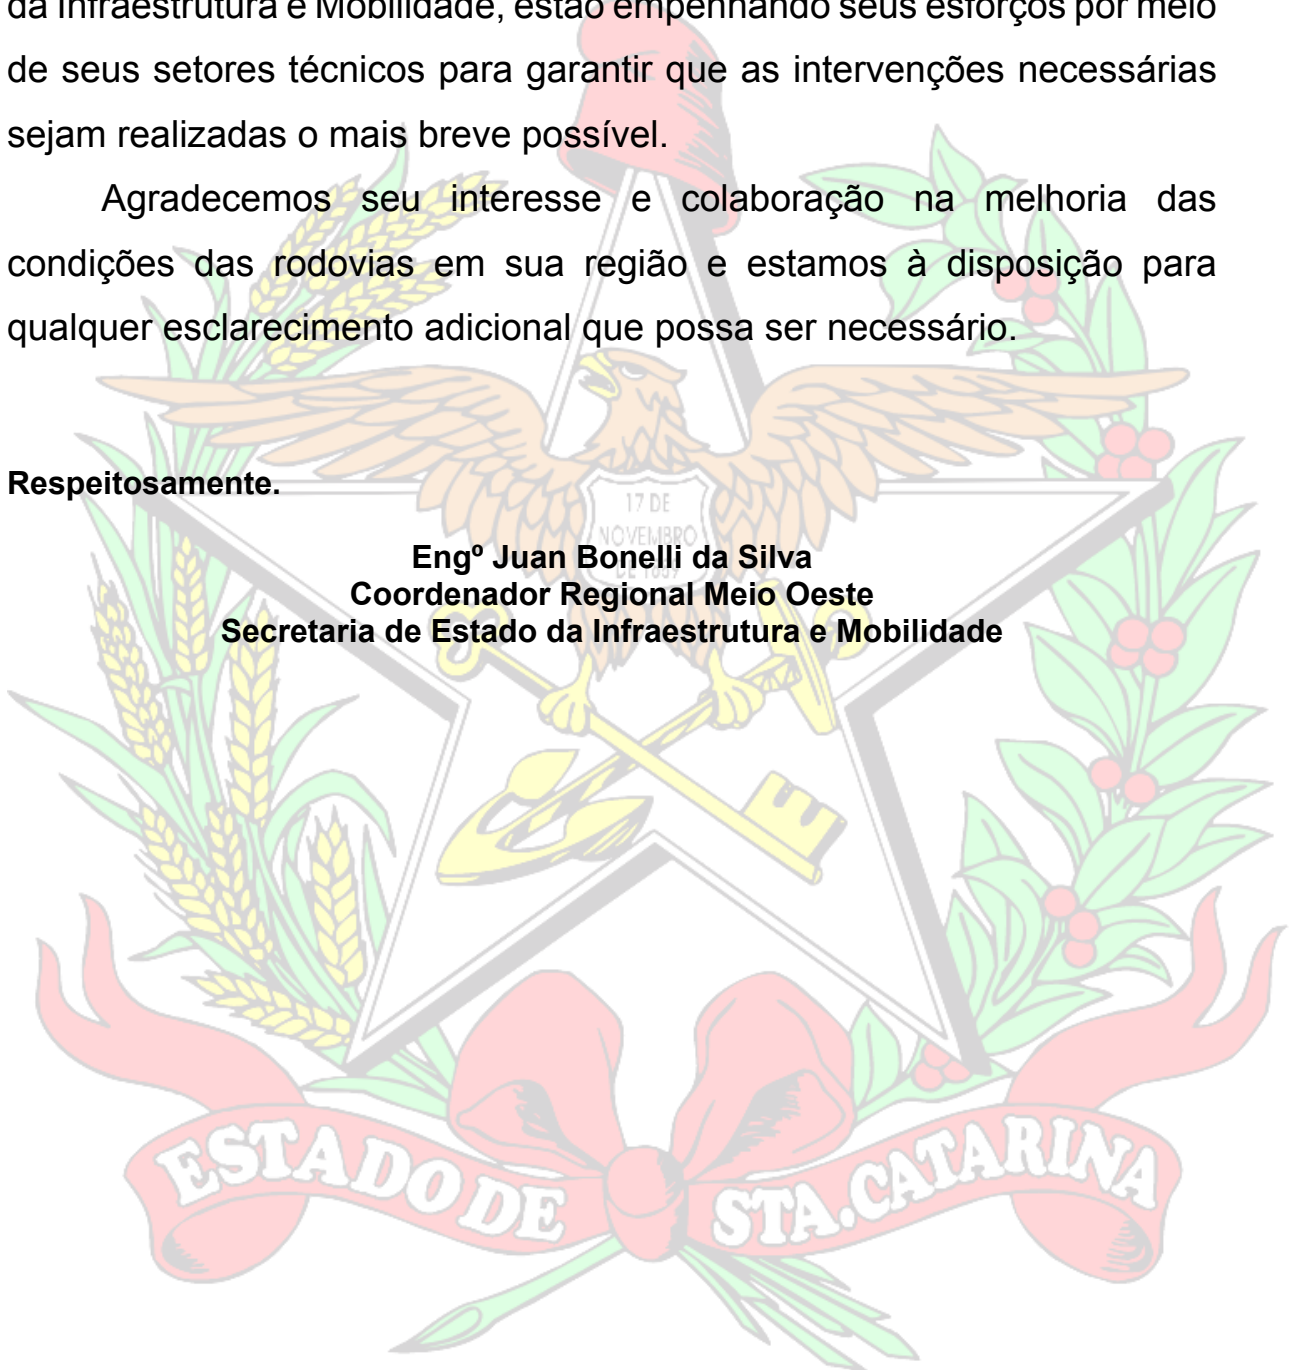 da Infraestrutura e Mobilidade, estão empenhando seus esforços por meio
de seus setores técnicos para garantir que as intervenções necessárias
sejam realizadas o mais breve possível.
Agradecemos seu interesse e colaboração na melhoria das
condições das rodovias em sua região e estamos à disposição para
qualquer esclarecimento adicional que possa ser necessário.
Respeitosamente.
17 DE
NOVEMBRO
DE 1889
Engº Juan Bonelli da Silva
Coordenador Regional Meio Oeste
Secretaria de Estado da Infraestrutura e Mobilidade
ESTADO DE STA. CATARINA